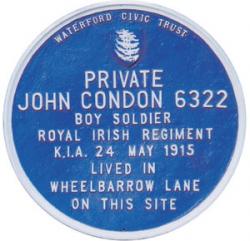 WATERFORD CIVIC TRUST
PRIVATE
JOHN CONDON 6322
BOY SOLDIER
ROYAL IRISH REGIMENT
K.I.A. 24 MAY 1915
LIVED IN
WHEELBARROW LANE
ON THIS SITE